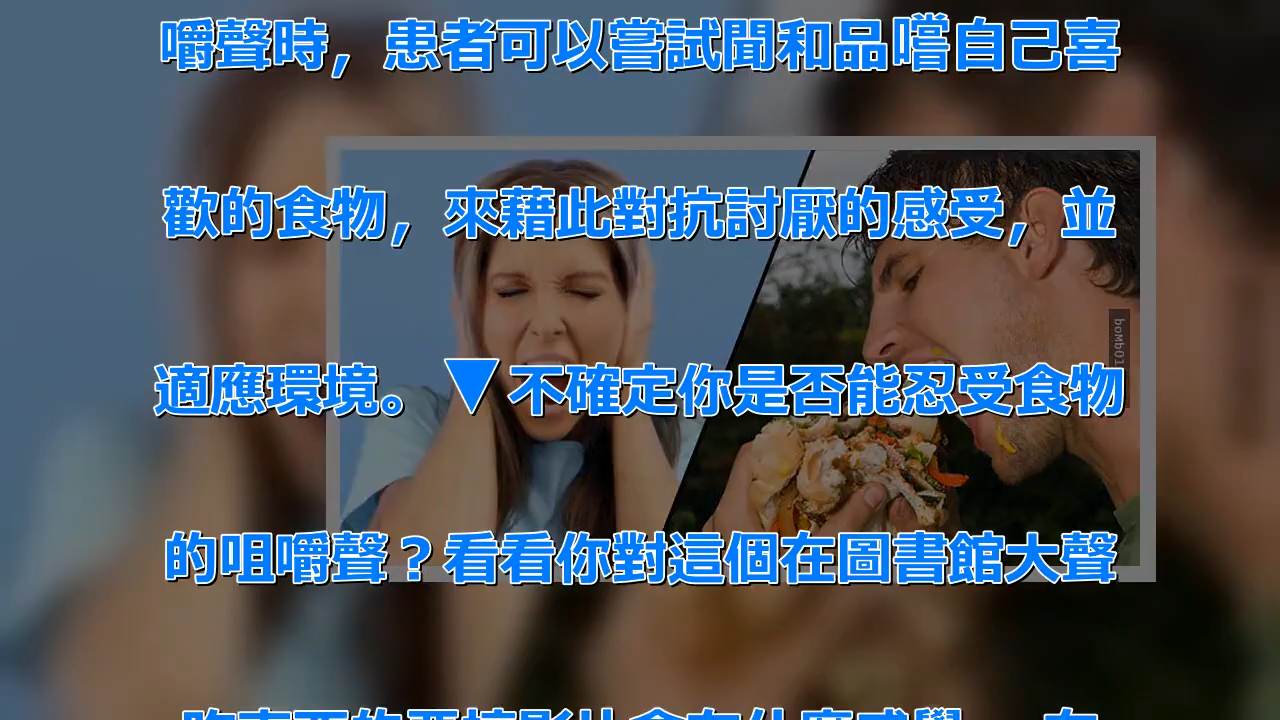 嚼聲時，患者可以嘗試聞和品嚐自己喜
歡的食物，來藉此對抗討厭的感受，並
適應環境。▼不確定你是否能忍受食物
的咀嚼聲？看看你對這個在圖書館大聲